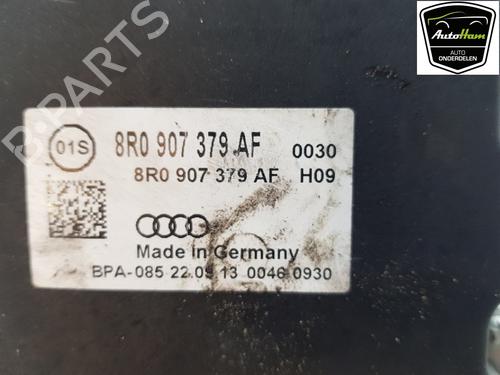 AutoHam
AUTO
ONDERDELEN
B-PARTS
01S
8R0 907 379 AF 0030
8R0 907 379 AF H09
Made in Germany
BPA-085 22.09.13 0046 0930